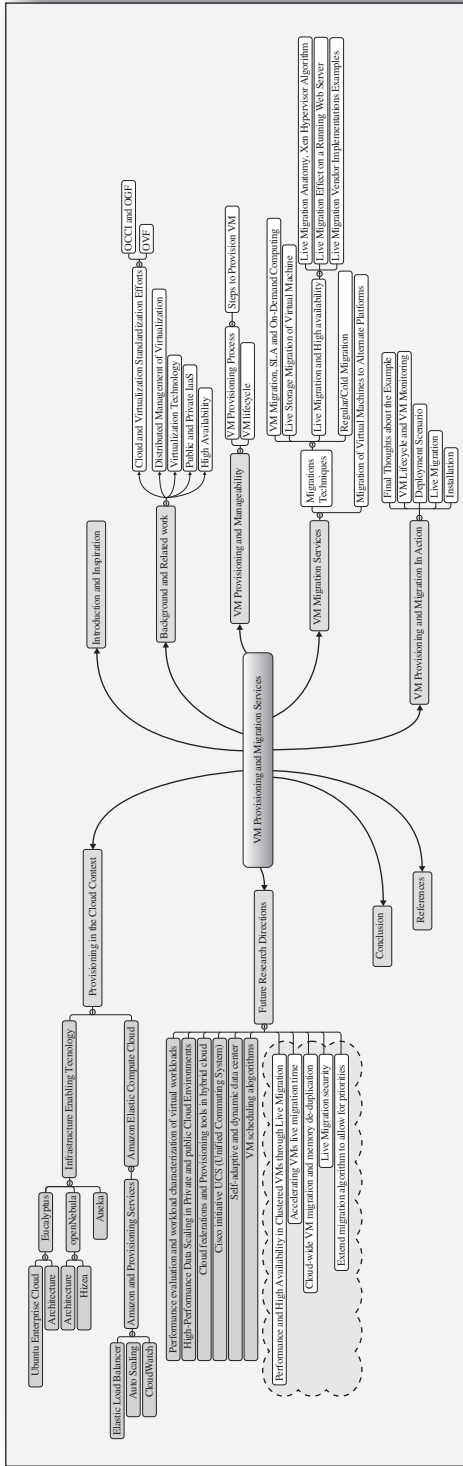 Introduction and Inspiration
Background and Related work
Cloud and Virtualization Standardization Efforts
OCCI and OGF
OVF
Distributed Management of Virtualization
Virtualization Technology
Public and Private IaaS
High Availability
VM Provisioning and Manageability
VM Provisioning Process
Steps to Provision VM
VM lifecycle
VM Migration Services
Migrations
Techniques
VM Migration, SLA and On-Demand Computing
Live Storage Migration of Virtual Machine
Live Migration and High availability
Live Migration Anatomy, Xen Hypervisor Algorithm
Live Migration Effect on a Running Web Server
Live Migration Vendor Implementations Examples
Regular/Cold Migration
Migration of Virtual Machines to Alternate Platforms
VM Provisioning and Migration In Action
Final Thoughts about the Example
VM Lifecycle and VM Monitoring
Deployment Scenario
Live Migration
Installation
VM Provisioning and Migration Services
Provisioning in the Cloud Context
Infrastructure Enabling Tecnology
Eucalyptus
Ubuntu Enterprise Cloud
Architecture
openNebula
Architecture
Hizea
Aneka
Amazon Elastic Compute Cloud
Amazon and Provisioning Services
Elastic Load Balancer
Auto Scaling
CloudWatch
Future Research Directions
Performance evaluation and workload characterization of virtual workloads
High-Performance Data Scaling in Private and public Cloud Environments
Cloud federations and Provisioning tools in hybrid cloud
Cisco initiative UCS (Unified Commuting System)
Self-adaptive and dynamic data center
VM scheduling alogorithms
Performance and High Availability in Clustered VMs through Live Migration
Accelerating VMs live migration time
Cloud-wide VM migration and memory de-duplication
Live Migration security
Extend migration algorithm to allow for priorities
Conclusion
References